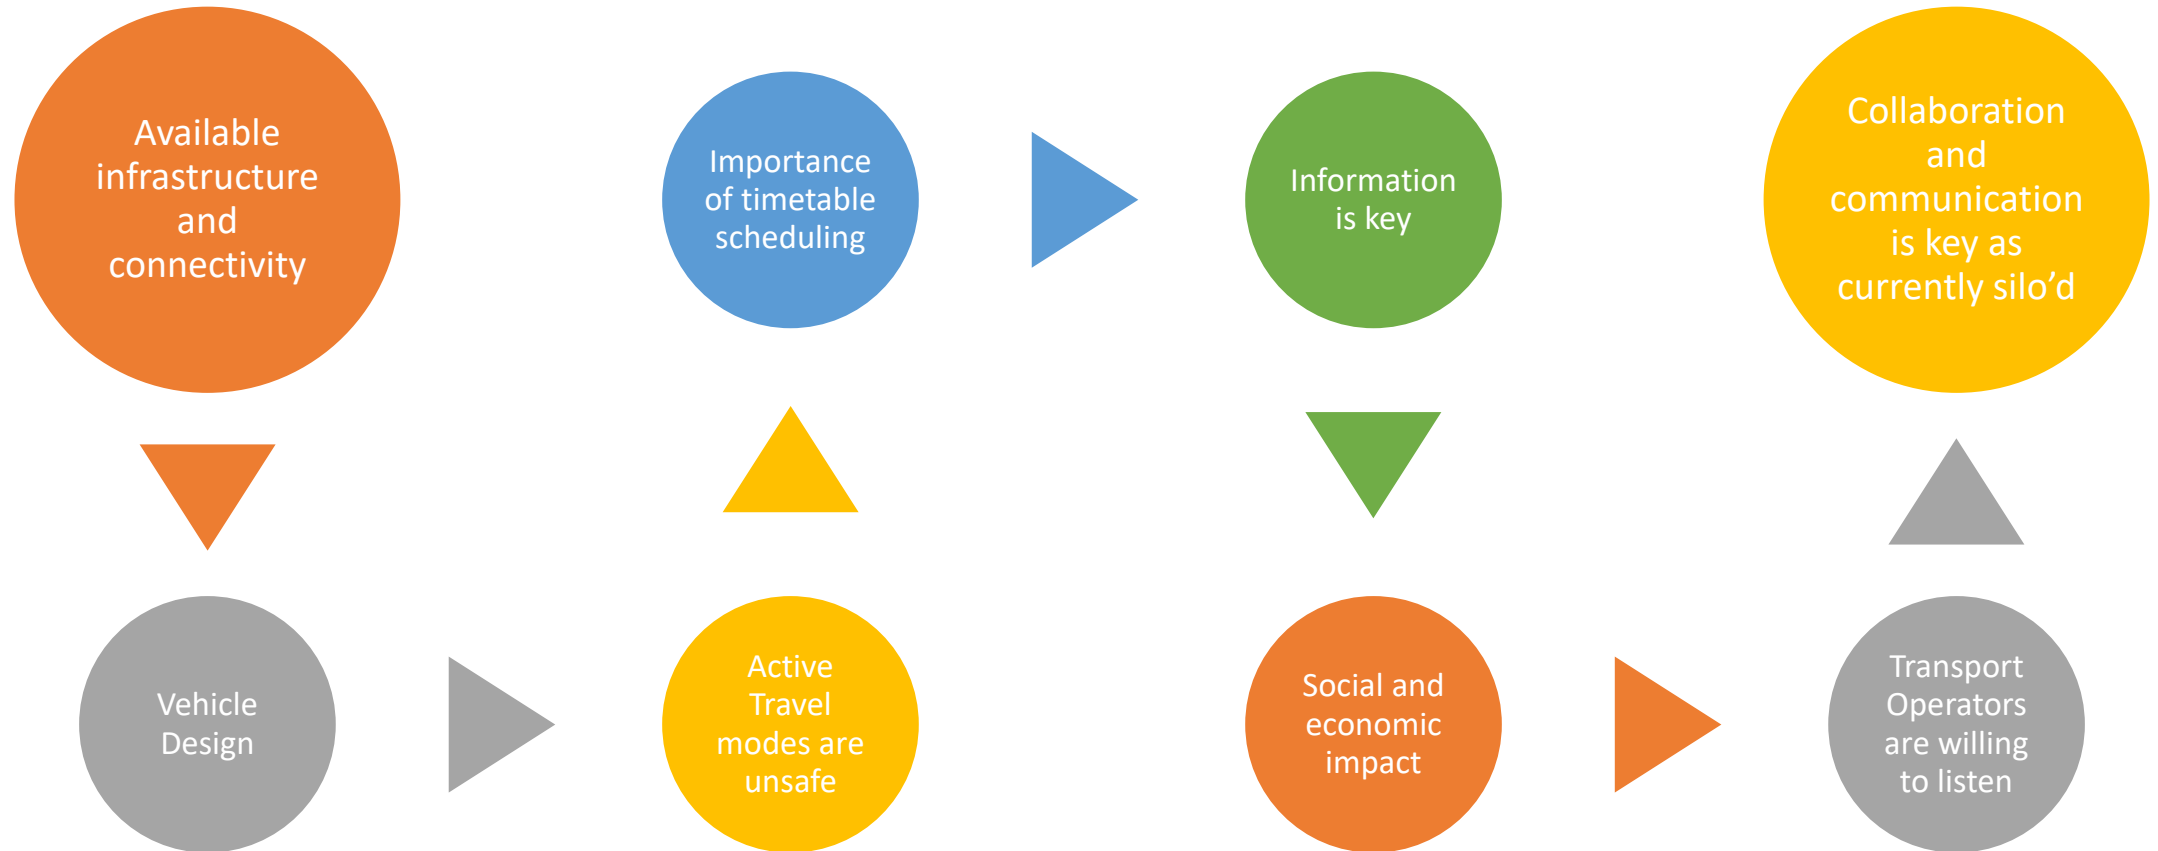 Available
infrastructure
and
connectivity
Vehicle
Design
Active
Travel
modes are
unsafe
Importance
of timetable
scheduling
Information
is key
Social and
economic
impact
Transport
Operators
are willing
to listen
Collaboration
and
communication
is key as
currently silo’d